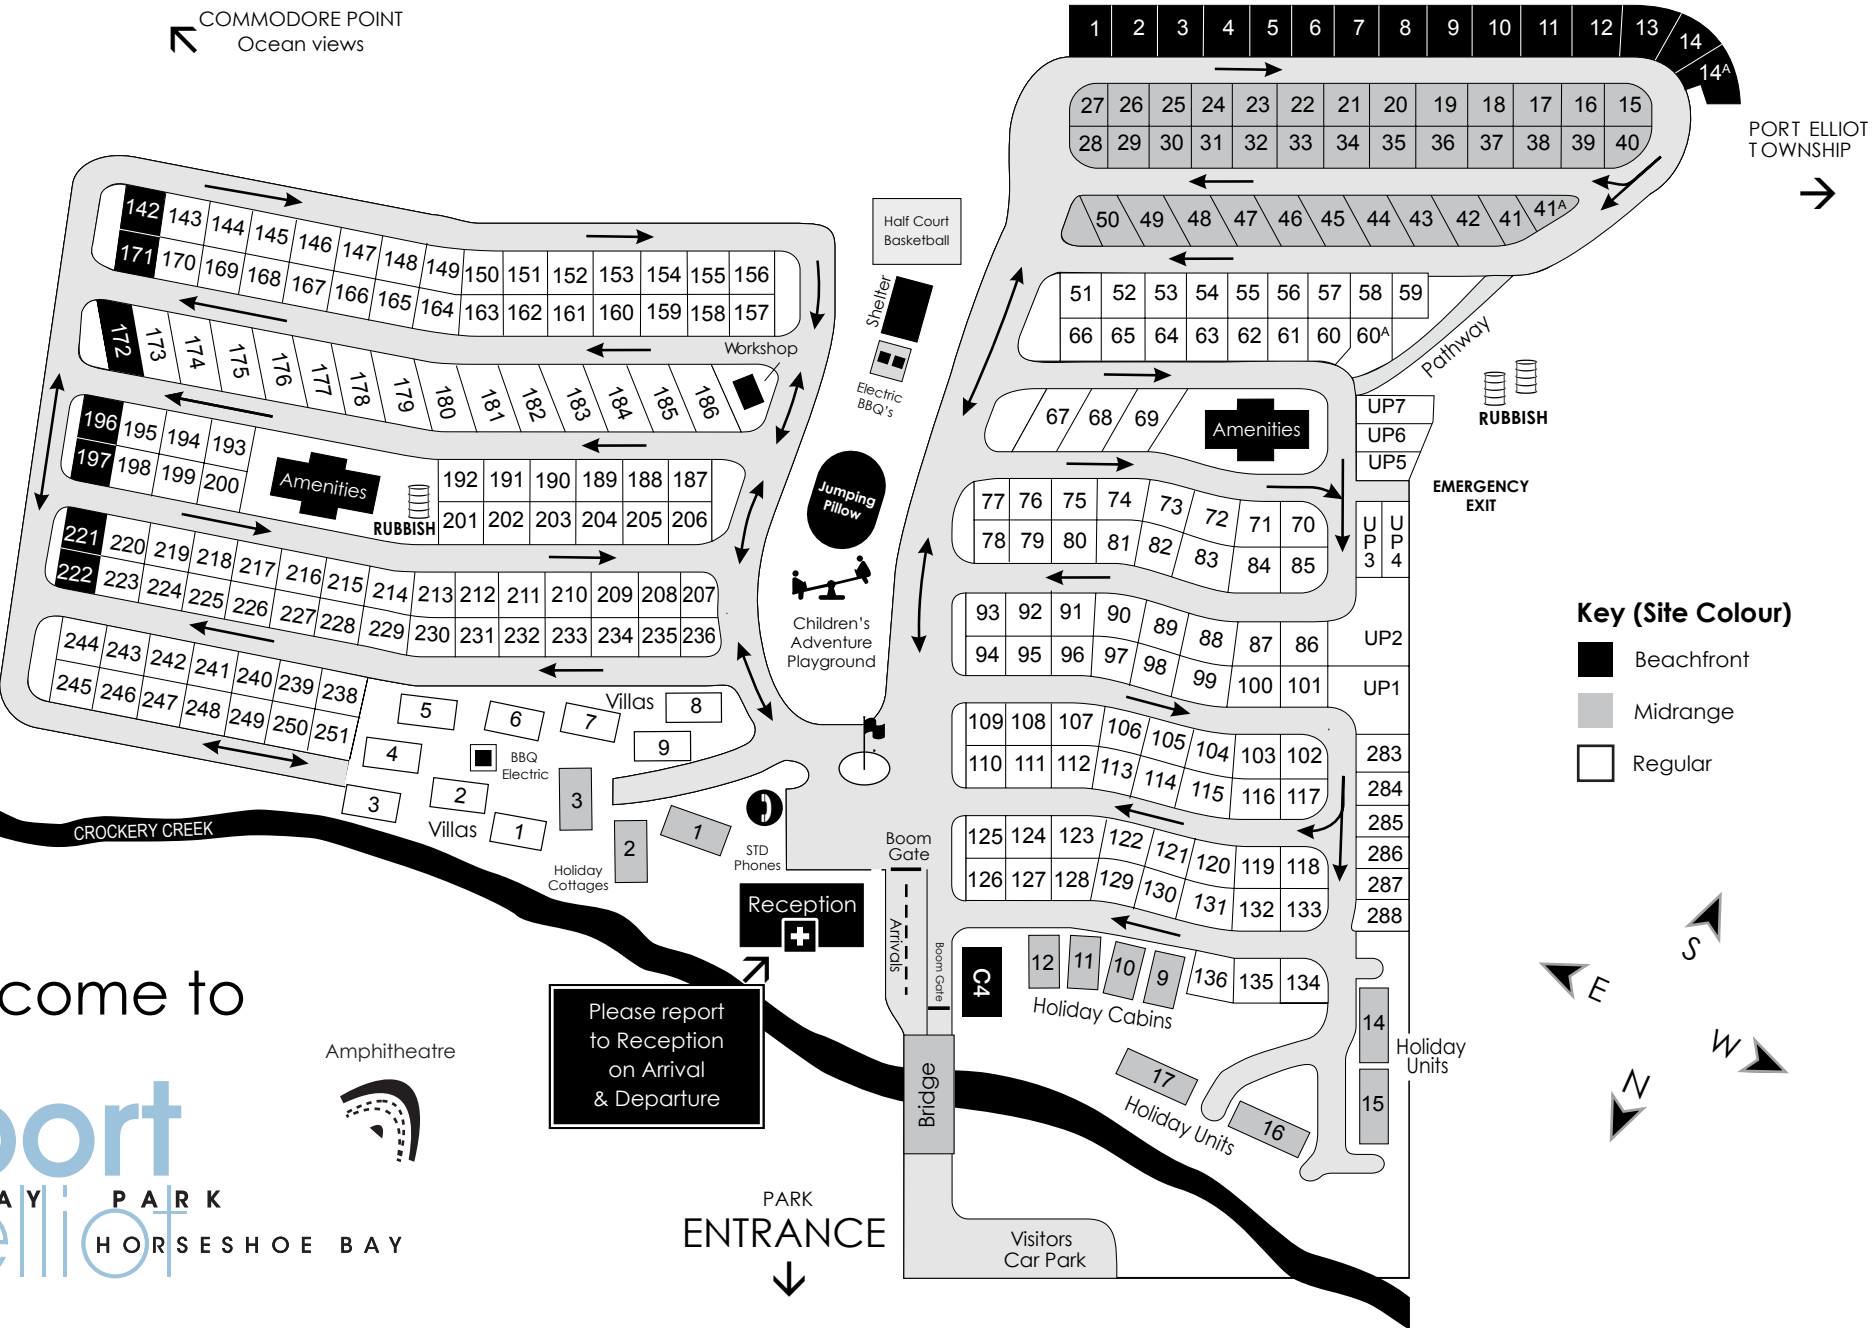 COMMODORE POINT
Ocean views
1 2 3 4 5 6 7 8 9 10 11 12 13 14 14A
27 26 25 24 23 22 21 20 19 18 17 16 15
28 29 30 31 32 33 34 35 36 37 38 39 40
PORT ELLIOT
TOWNSHIP
50 49 48 47 46 45 44 43 42 41 41A
51 52 53 54 55 56 57 58 59
66 65 64 63 62 61 60 60A
Pathway
RUBBISH
67 68 69
Amenities
UP7
UP6
UP5
EMERGENCY
EXIT
77 76 75 74 73 72 71 70
78 79 80 81 82 83 84 85
UP3 UP4
93 92 91 90 89 88 87 86 UP2
94 95 96 97 98 99 100 101 UP1
109 108 107 106 105 104 103 102
110 111 112 113 114 115 116 117
283
284
285
286
287
288
125 124 123 122 121 120 119 118
126 127 128 129 130 131 132 133
C4
12 11 10 9 136 135 134
Holiday Cabins
14
Holiday
Units
15
17
Holiday Units
16
142 143 144 145 146 147 148 149 150 151 152 153 154 155 156
171 170 169 168 167 166 165 164 163 162 161 160 159 158 157
Workshop
172 173 174 175 176 177 178 179 180 181 182 183 184 185 186
196 195 194 193
197 198 199 200
Amenities
RUBBISH
192 191 190 189 188 187
201 202 203 204 205 206
221 220 219 218 217 216 215 214 213 212 211 210 209 208 207
222 223 224 225 226 227 228 229 230 231 232 233 234 235 236
244 243 242 241 240 239 238
245 246 247 248 249 250 251
Half Court
Basketball
Shelter
Electric
BBQ's
Jumping
Pillow
Children's
Adventure
Playground
5 6 7 Villas 8
4 9
BBQ
Electric
3 2 1
Villas
3 2 1
Holiday
Cottages
STD
Phones
CROCKERY CREEK
Boom
Gate
Reception
Arrivals
Boom Gate
Please report
to Reception
on Arrival
& Departure
Bridge
PARK
ENTRANCE
Visitors
Car Park
Key (Site Colour)
Beachfront
Midrange
Regular
S
E
W
N
come to
Amphitheatre
port
AY PARK
elliot
HORSESHOE BAY